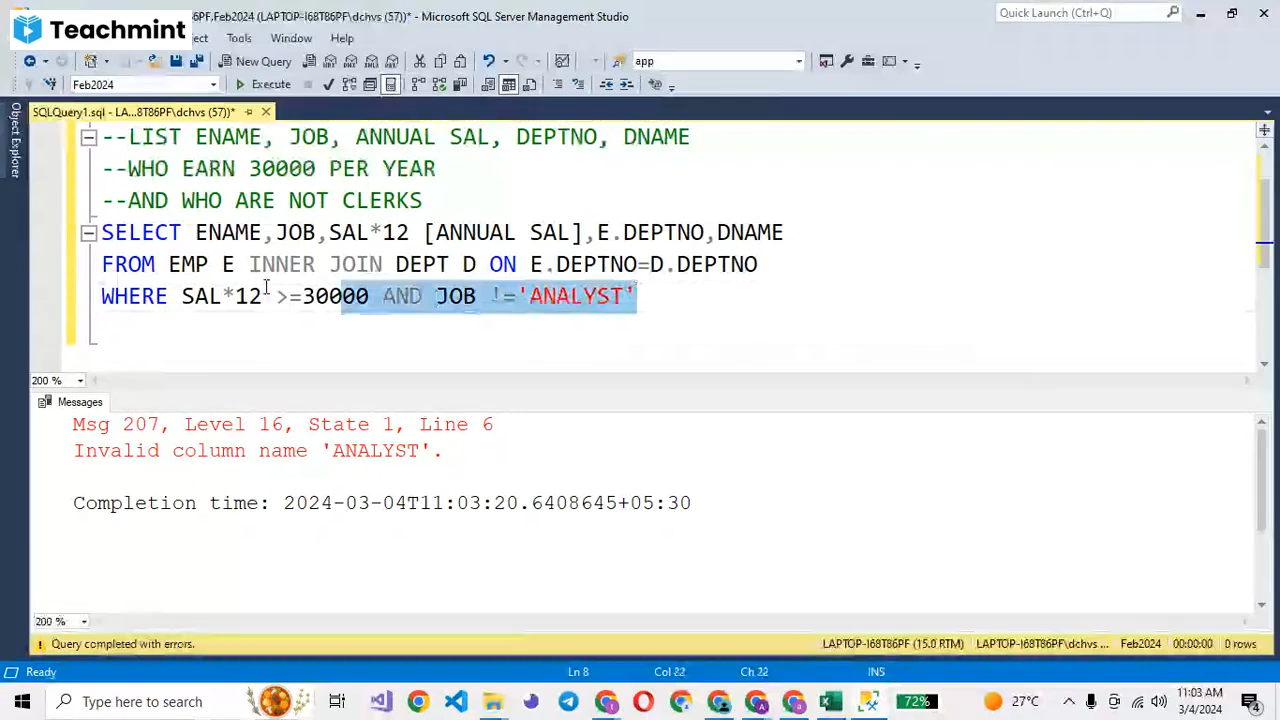 PF,Feb2024 (LAPTOP-I68T86PF\dchvs (57))* - Microsoft SQL Server Management Studio
Quick Launch (Ctrl+Q)
Teachmint
Tools Window Help
New Query
app
Feb2024
Execute
SQLQuery1.sql - LA...8T86PF\dchvs (57))*
Object Explorer
--LIST ENAME, JOB, ANNUAL SAL, DEPTNO, DNAME
--WHO EARN 30000 PER YEAR
--AND WHO ARE NOT CLERKS
SELECT ENAME,JOB,SAL*12 [ANNUAL SAL],E.DEPTNO,DNAME
FROM EMP E INNER JOIN DEPT D ON E.DEPTNO=D.DEPTNO
WHERE SAL*12 >=30000 AND JOB !='ANALYST'
200 %
Messages
Msg 207, Level 16, State 1, Line 6
Invalid column name 'ANALYST'.
Completion time: 2024-03-04T11:03:20.6408645+05:30
200 %
Query completed with errors.
LAPTOP-I68T86PF (15.0 RTM) LAPTOP-I68T86PF\dchvs... Feb2024 00:00:00 0 rows
Ready
Ln 8 Col 22 Ch 22 INS
Type here to search
72%
27°C
11:03 AM
3/4/2024
4